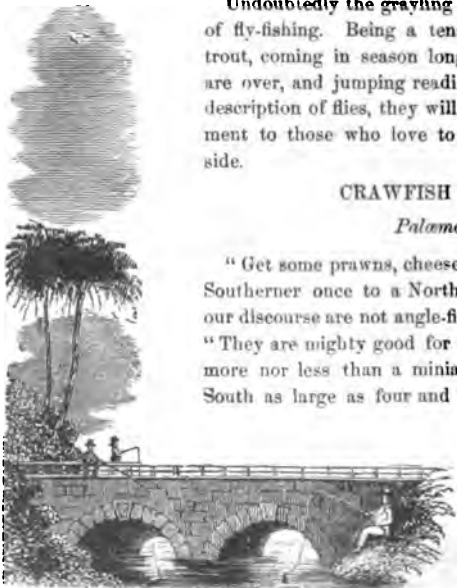 Undoubtedly the grayling
of fly-fishing. Being a ten
trout, coming in season long
are over, and jumping readi
description of flies, they will
ment to those who love to
side.
CRAWFISH
Palæmo
“ Get some prawns, cheese
Southerner once to a North
our discourse are not angle-fi
“ They are mighty good for
more nor less than a minia
South as large as four and